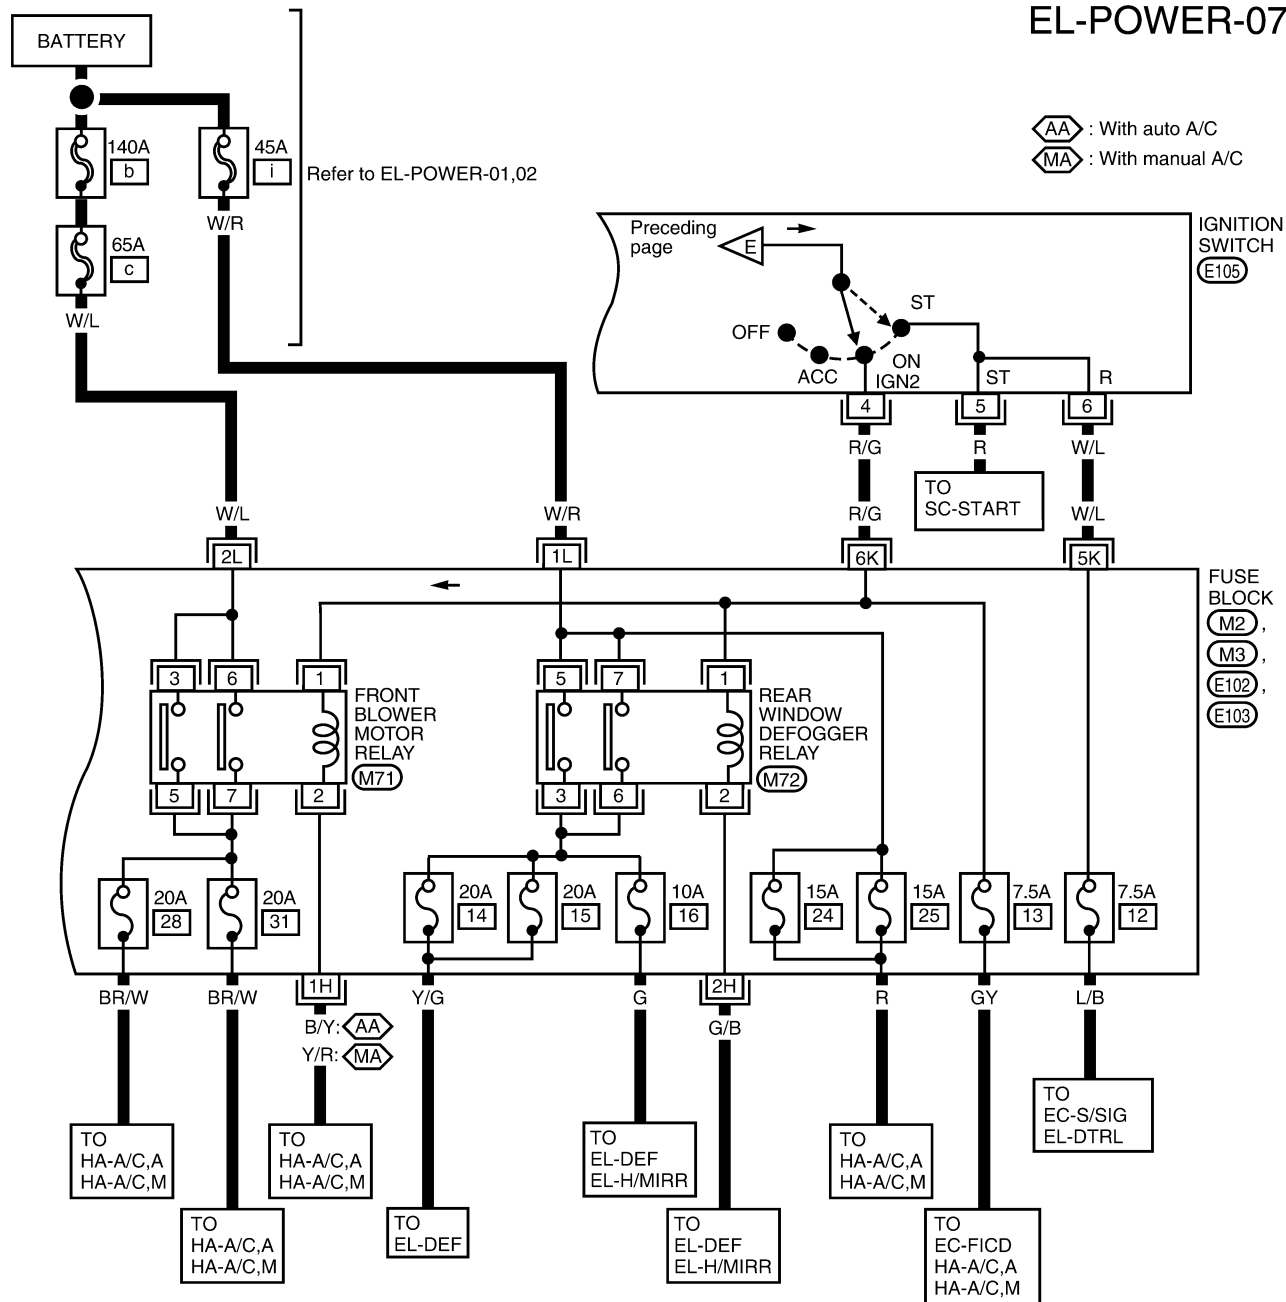 EL-POWER-07
BATTERY
140A
b
45A
i
Refer to EL-POWER-01,02
AA : With auto A/C
MA : With manual A/C
65A
c
W/R
W/L
Preceding
page
E
IGNITION
SWITCH
E105
OFF
ACC
ST
ON
IGN2
ST
R
4
5
6
R/G
R
W/L
TO
SC-START
W/L
W/R
R/G
W/L
2L
1L
6K
5K
FUSE
BLOCK
M2 ,
M3 ,
E102 ,
E103
3
6
1
FRONT
BLOWER
MOTOR
RELAY
M71
5
7
2
5
7
1
REAR
WINDOW
DEFOGGER
RELAY
M72
3
6
2
20A
28
20A
31
20A
14
20A
15
10A
16
15A
24
15A
25
7.5A
13
7.5A
12
BR/W
BR/W
1H
Y/G
G
2H
R
GY
L/B
B/Y: AA
Y/R: MA
G/B
TO
HA-A/C,A
HA-A/C,M
TO
HA-A/C,A
HA-A/C,M
TO
HA-A/C,A
HA-A/C,M
TO
EL-DEF
TO
EL-DEF
EL-H/MIRR
TO
EL-DEF
EL-H/MIRR
TO
HA-A/C,A
HA-A/C,M
TO
EC-FICD
HA-A/C,A
HA-A/C,M
TO
EC-S/SIG
EL-DTRL